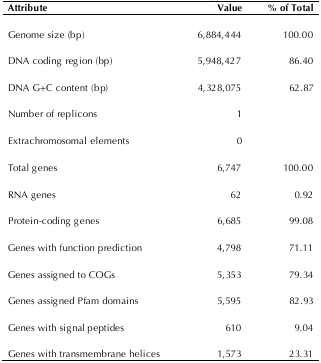 Attribute Value % of Total
Genome size (bp) 6,884,444 100.00
DNA coding region (bp) 5,948,427 86.40
DNA G+C content (bp) 4,328,075 62.87
Number of replicons 1
Extrachromosomal elements 0
Total genes 6,747 100.00
RNA genes 62 0.92
Protein-coding genes 6,685 99.08
Genes with function prediction 4,798 71.11
Genes assigned to COGs 5,353 79.34
Genes assigned Pfam domains 5,595 82.93
Genes with signal peptides 610 9.04
Genes with transmembrane helices 1,573 23.31